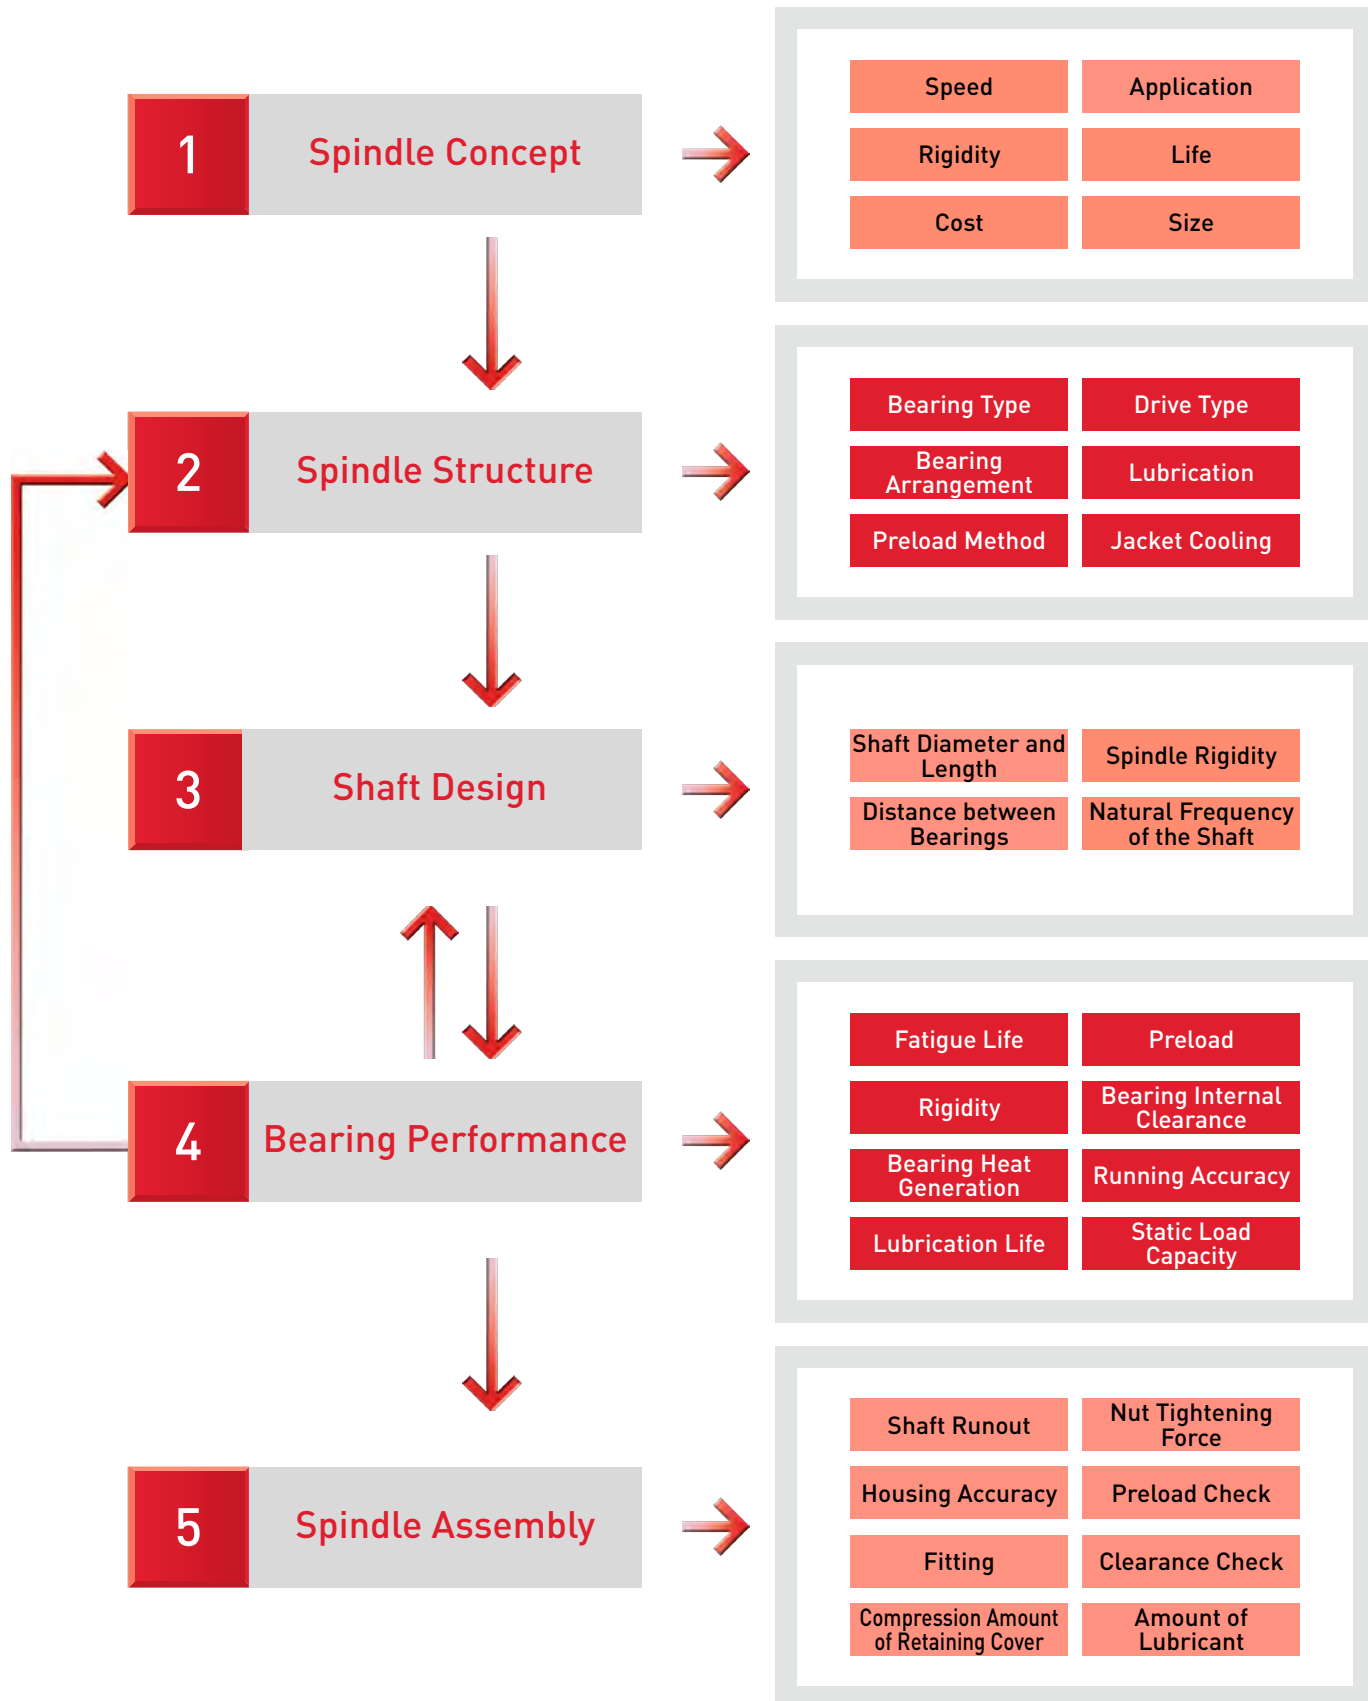 1
Spindle Concept
Speed
Application
Rigidity
Life
Cost
Size
2
Spindle Structure
Bearing Type
Drive Type
Bearing
Arrangement
Lubrication
Preload Method
Jacket Cooling
3
Shaft Design
Shaft Diameter and
Length
Spindle Rigidity
Distance between
Bearings
Natural Frequency
of the Shaft
4
Bearing Performance
Fatigue Life
Preload
Rigidity
Bearing Internal
Clearance
Bearing Heat
Generation
Running Accuracy
Lubrication Life
Static Load
Capacity
5
Spindle Assembly
Shaft Runout
Nut Tightening
Force
Housing Accuracy
Preload Check
Fitting
Clearance Check
Compression Amount
of Retaining Cover
Amount of
Lubricant